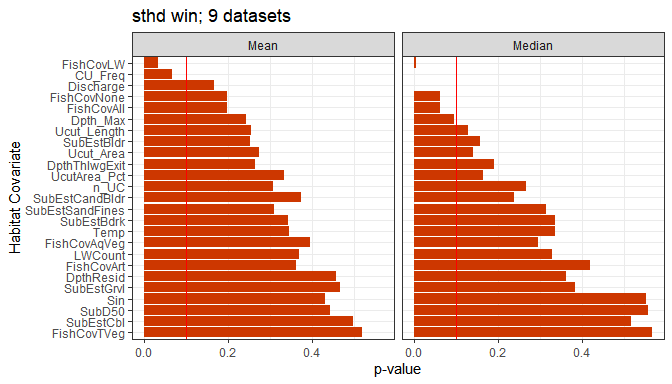 sthd win; 9 datasets
Mean
Median
Habitat Covariate
FishCovLW
CU_Freq
Discharge
FishCovNone
FishCovAll
Dpth_Max
Ucut_Length
SubEstBldr
Ucut_Area
DpthThlwgExit
UcutArea_Pct
n_UC
SubEstCandBldr
SubEstSandFines
SubEstBdrk
Temp
FishCovAqVeg
LWCount
FishCovArt
DpthResid
SubEstGrvl
Sin
SubD50
SubEstCbl
FishCovTVeg
0.0 0.2 0.4
0.0 0.2 0.4
p-value